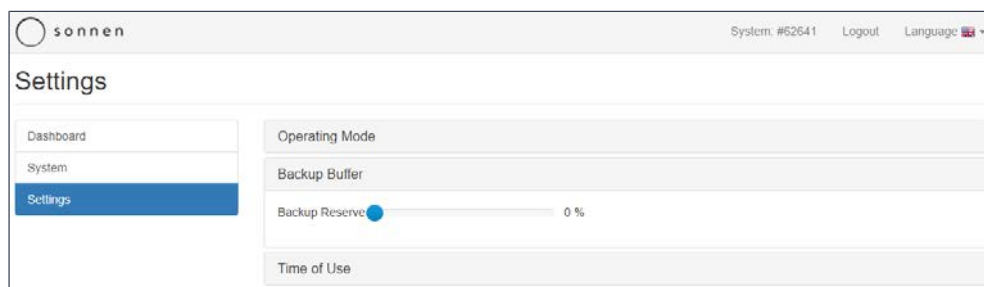 sonnen
System: #62641 Logout Language
Settings
Dashboard
System
Settings
Operating Mode
Backup Buffer
Backup Reserve 0 %
Time of Use